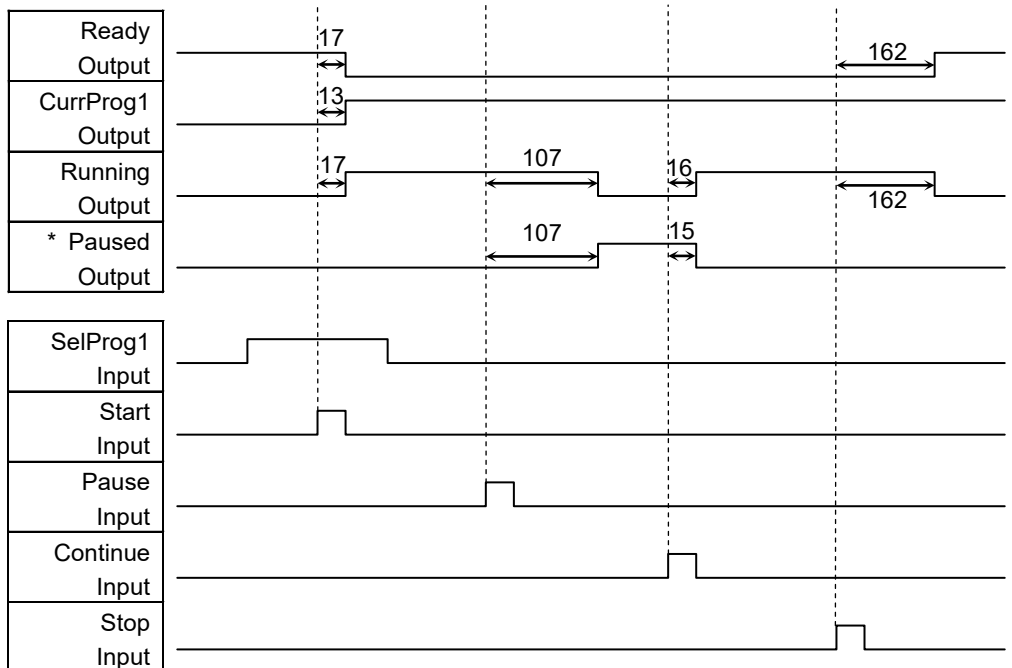 Ready
Output
17
162
CurrProg1
Output
13
Running
Output
17
107
16
162
* Paused
Output
107
15
SelProg1
Input
Start
Input
Pause
Input
Continue
Input
Stop
Input